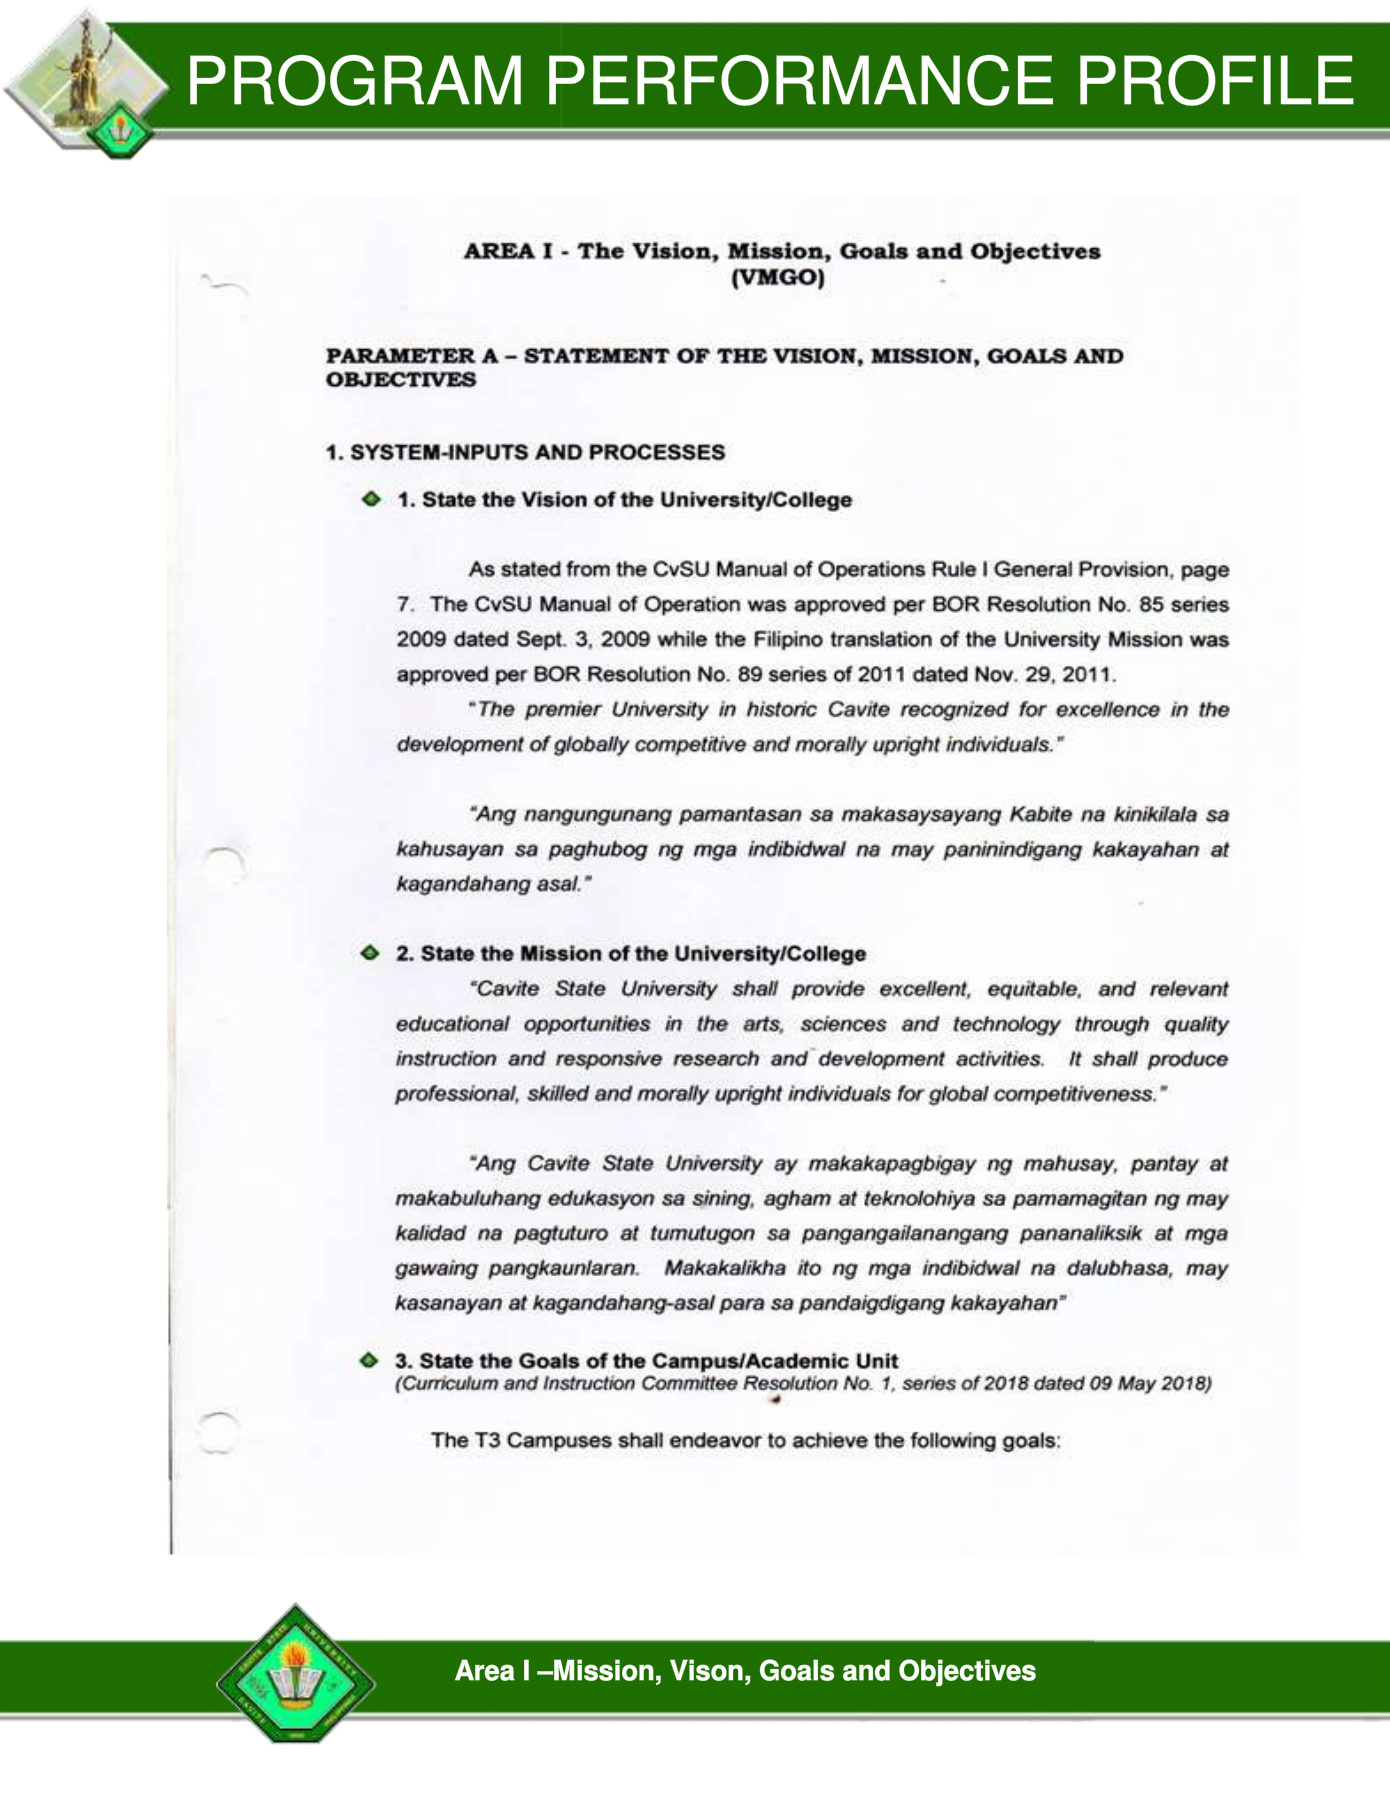 PROGRAM PERFORMANCE PROFILE
AREA I - The Vision, Mission, Goals and Objectives
(VMGO)
PARAMETER A – STATEMENT OF THE VISION, MISSION, GOALS AND
OBJECTIVES
1. SYSTEM-INPUTS AND PROCESSES
1. State the Vision of the University/College
As stated from the CvSU Manual of Operations Rule I General Provision, page
7. The CvSU Manual of Operation was approved per BOR Resolution No. 85 series
2009 dated Sept. 3, 2009 while the Filipino translation of the University Mission was
approved per BOR Resolution No. 89 series of 2011 dated Nov. 29, 2011.
"The premier University in historic Cavite recognized for excellence in the
development of globally competitive and morally upright individuals."
"Ang nangungunang pamantasan sa makasaysayang Kabite na kinikilala sa
kahusayan sa paghubog ng mga indibidwal na may paninindigang kakayahan at
kagandahang asal."
2. State the Mission of the University/College
"Cavite State University shall provide excellent, equitable, and relevant
educational opportunities in the arts, sciences and technology through quality
instruction and responsive research and development activities. It shall produce
professional, skilled and morally upright individuals for global competitiveness."
"Ang Cavite State University ay makakapagbigay ng mahusay, pantay at
makabuluhang edukasyon sa sining, agham at teknolohiya sa pamamagitan ng may
kalidad na pagtuturo at tumutugon sa pangangailanangang pananaliksik at mga
gawaing pangkaunlaran. Makakalikha ito ng mga indibidwal na dalubhasa, may
kasanayan at kagandahang-asal para sa pandaigdigang kakayahan"
3. State the Goals of the Campus/Academic Unit
(Curriculum and Instruction Committee Resolution No. 1, series of 2018 dated 09 May 2018)
The T3 Campuses shall endeavor to achieve the following goals:
CAVITE STATE UNIVERSITY
Area I –Mission, Vison, Goals and Objectives